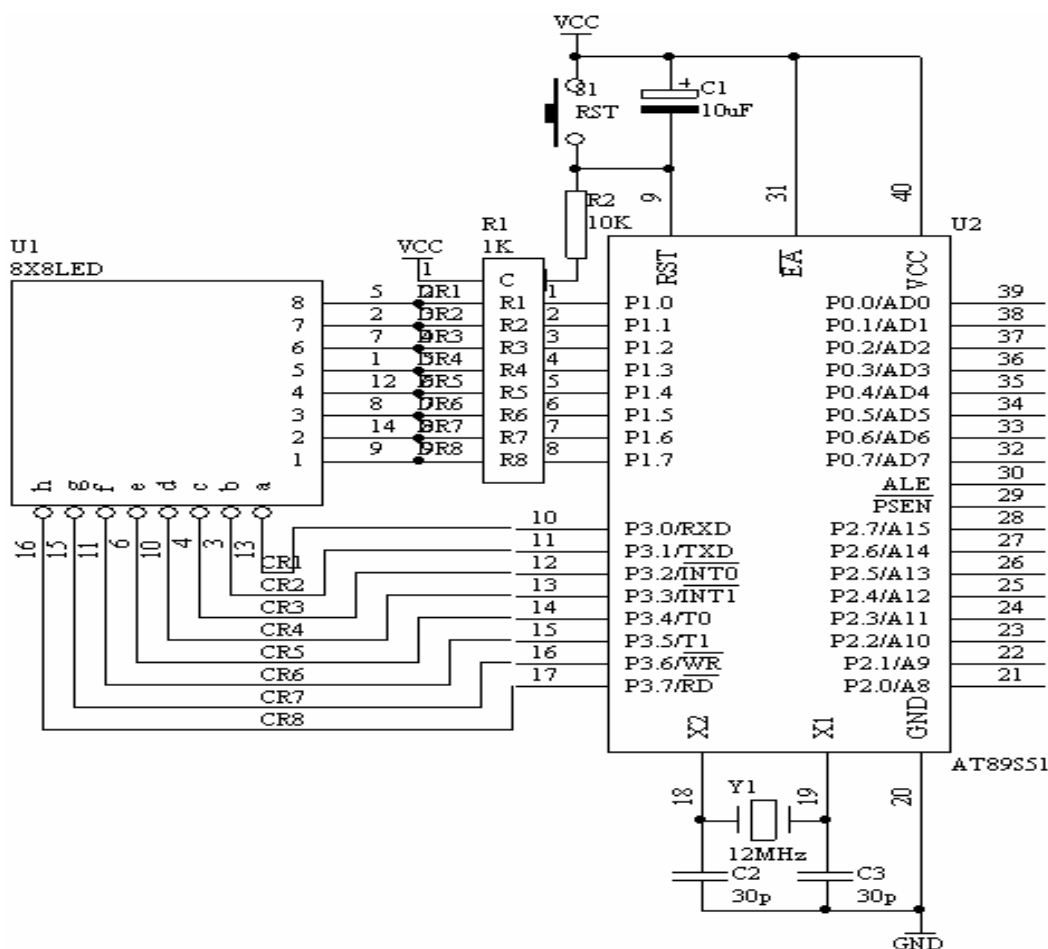 VCC
S1
RST
C1
+
10uF
R2
10K
9
31
40
U2
R1
1K
VCC
1
U1
8X8LED
C
RST
EA
VCC
8 5 DR1 R1 1 P1.0
7 2 DR2 R2 2 P1.1
6 7 DR3 R3 3 P1.2
5 1 DR4 R4 4 P1.3
4 12 DR5 R5 5 P1.4
3 8 DR6 R6 6 P1.5
2 14 DR7 R7 7 P1.6
1 9 DR8 R8 8 P1.7
P0.0/AD0 39
P0.1/AD1 38
P0.2/AD2 37
P0.3/AD3 36
P0.4/AD4 35
P0.5/AD5 34
P0.6/AD6 33
P0.7/AD7 32
ALE 30
PSEN 29
P2.7/A15 28
P2.6/A14 27
P2.5/A13 26
P2.4/A12 25
P2.3/A11 24
P2.2/A10 23
P2.1/A9 22
P2.0/A8 21
h g f e d c b a
16 15 11 6 10 4 3 13
CR1
CR2
CR3
CR4
CR5
CR6
CR7
CR8
10 P3.0/RXD
11 P3.1/TXD
12 P3.2/INT0
13 P3.3/INT1
14 P3.4/T0
15 P3.5/T1
16 P3.6/WR
17 P3.7/RD
X2
X1
GND
AT89S51
18
Y1
19
20
12MHz
C2
30p
C3
30p
GND